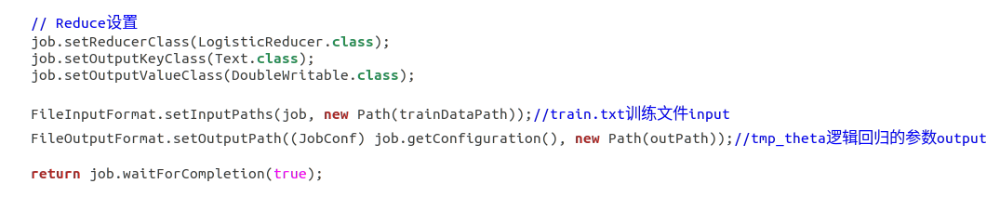 // Reduce设置
job.setReducerClass(LogisticReducer.class);
job.setOutputKeyClass(Text.class);
job.setOutputValueClass(DoubleWritable.class);
FileInputFormat.setInputPaths(job, new Path(trainDataPath));//train.txt训练文件input
FileOutputFormat.setOutputPath((JobConf) job.getConfiguration(), new Path(outPath));//tmp_theta逻辑回归的参数output
return job.waitForCompletion(true);